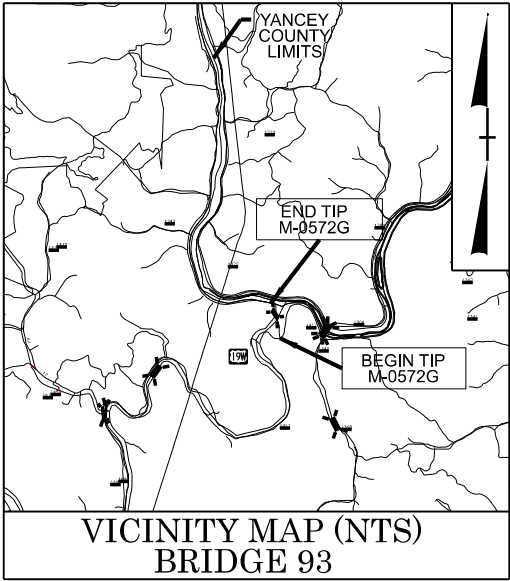 YANCEY
COUNTY
LIMITS
END TIP
M-0572G
19W
BEGIN TIP
M-0572G
VICINITY MAP (NTS)
BRIDGE 93